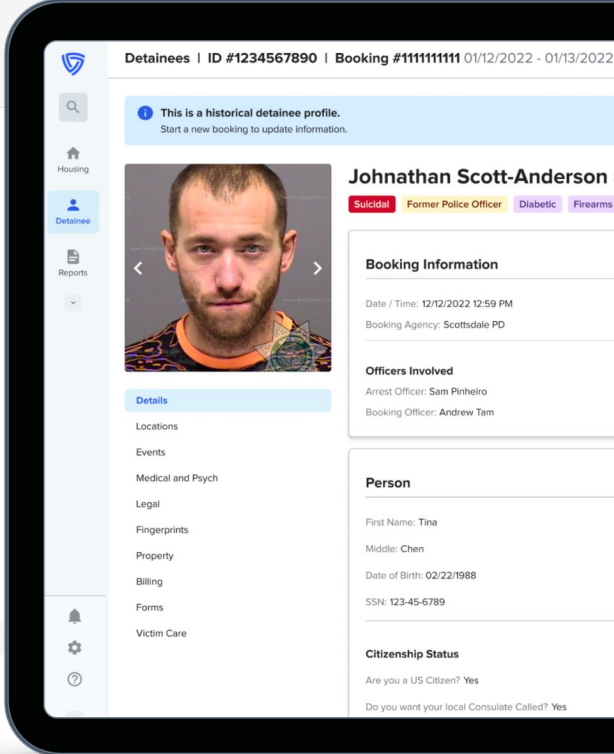 Detainees | ID #1234567890 | Booking #1111111111 01/12/2022 - 01/13/2022
This is a historical detainee profile.
Start a new booking to update information.
Housing
Detainee
Reports
Johnathan Scott-Anderson
Suicidal Former Police Officer Diabetic Firearms
Booking Information
Date / Time: 12/12/2022 12:59 PM
Booking Agency: Scottsdale PD
Officers Involved
Arrest Officer: Sam Pinheiro
Booking Officer: Andrew Tam
Details
Locations
Events
Medical and Psych
Legal
Fingerprints
Property
Billing
Forms
Victim Care
Person
First Name: Tina
Middle: Chen
Date of Birth: 02/22/1988
SSN: 123-45-6789
Citizenship Status
Are you a US Citizen? Yes
Do you want your local Consulate Called? Yes